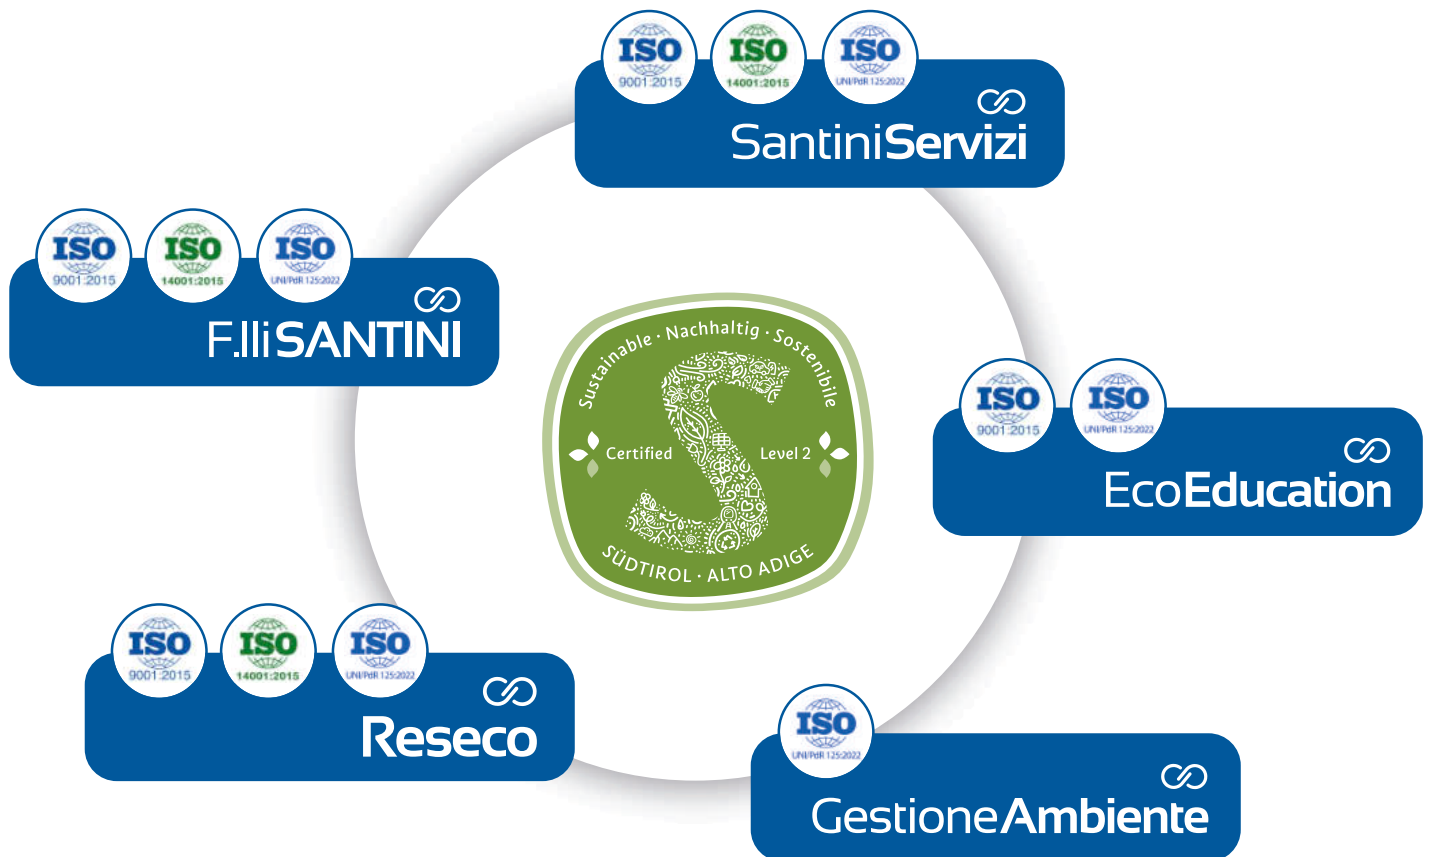 ISO
9001:2015
ISO
14001:2015
ISO
UNI/PdR 125:2022
SantiniServizi
ISO
9001:2015
ISO
14001:2015
ISO
UNI/PdR 125:2022
F.lli SANTINI
Sustainable · Nachhaltig · Sostenibile
Certified Level 2
SÜDTIROL · ALTO ADIGE
ISO
9001:2015
ISO
UNI/PdR 125:2022
EcoEducation
ISO
9001:2015
ISO
14001:2015
ISO
UNI/PdR 125:2022
Reseco
ISO
UNI/PdR 125:2022
GestioneAmbiente